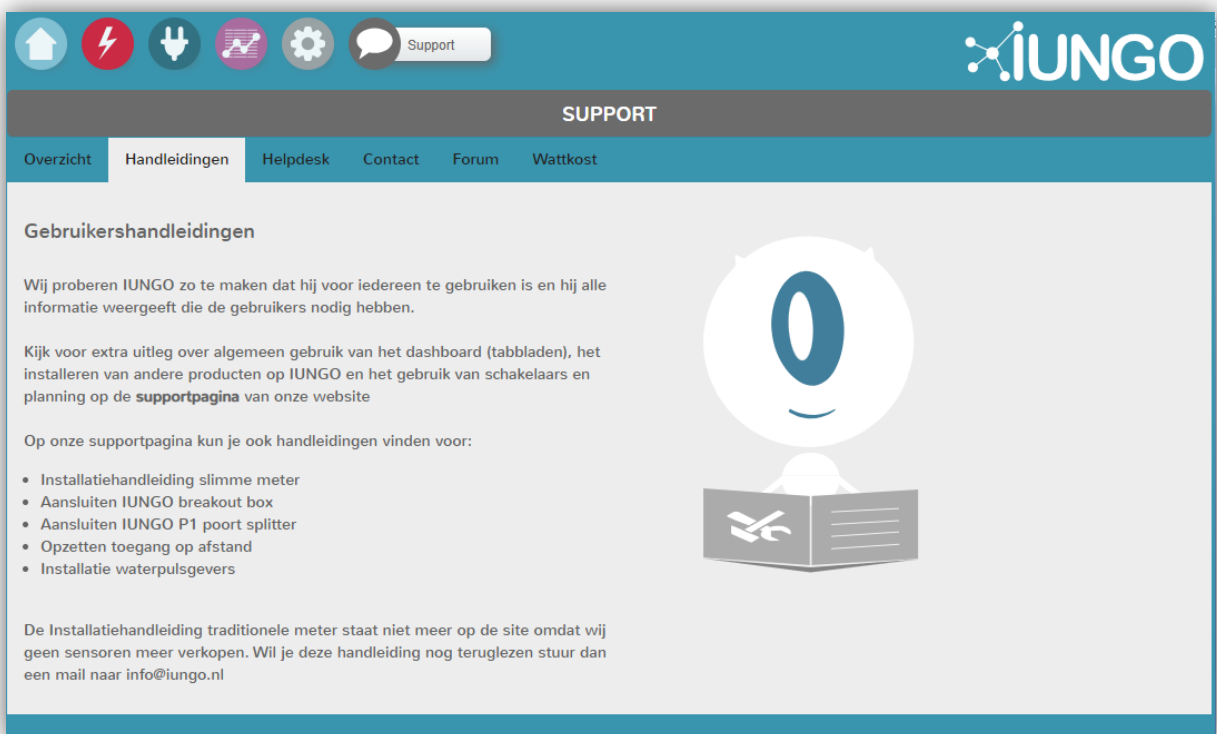 Support
IUNGO
SUPPORT
Overzicht Handleidingen Helpdesk Contact Forum Wattkost
Gebruikershandleidingen
Wij proberen IUNGO zo te maken dat hij voor iedereen te gebruiken is en hij alle
informatie weergeeft die de gebruikers nodig hebben.
Kijk voor extra uitleg over algemeen gebruik van het dashboard (tabbladen), het
installeren van andere producten op IUNGO en het gebruik van schakelaars en
planning op de supportpagina van onze website
Op onze supportpagina kun je ook handleidingen vinden voor:
• Installatiehandleiding slimme meter
• Aansluiten IUNGO breakout box
• Aansluiten IUNGO P1 poort splitter
• Opzetten toegang op afstand
• Installatie waterpulsgevers
De Installatiehandleiding traditionele meter staat niet meer op de site omdat wij
geen sensoren meer verkopen. Wil je deze handleiding nog teruglezen stuur dan
een mail naar info@iungo.nl